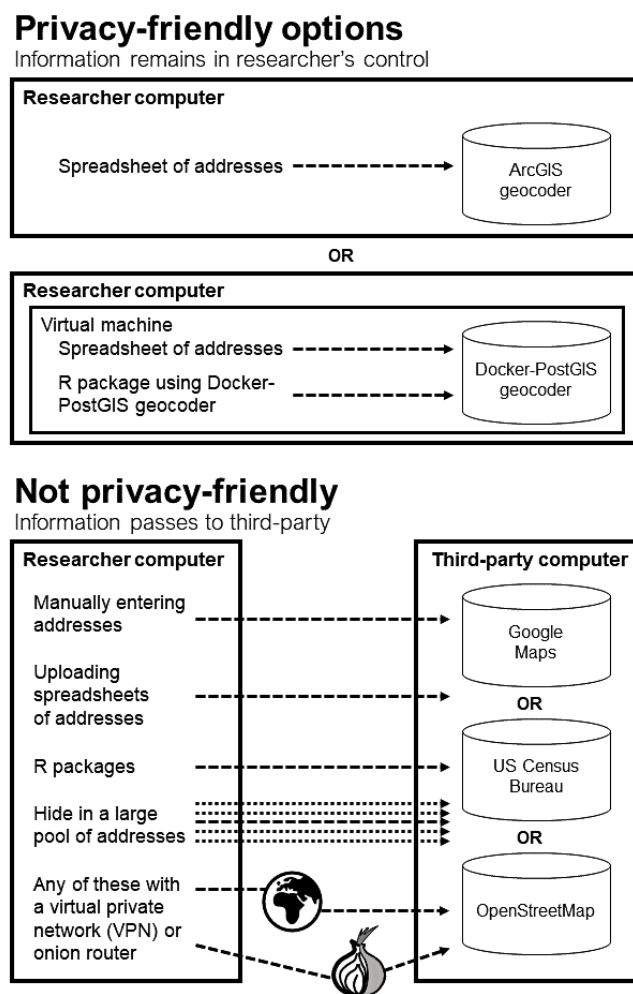 Privacy-friendly options
Information remains in researcher's control
Researcher computer
Spreadsheet of addresses
ArcGIS
geocoder
OR
Researcher computer
Virtual machine
Spreadsheet of addresses
R package using Docker-
PostGIS geocoder
Docker-PostGIS
geocoder
Not privacy-friendly
Information passes to third-party
Researcher computer
Third-party computer
Manually entering
addresses
Google
Maps
Uploading
spreadsheets
of addresses
OR
R packages
US Census
Bureau
Hide in a large
pool of addresses
OR
Any of these with
a virtual private
network (VPN) or
onion router
OpenStreetMap